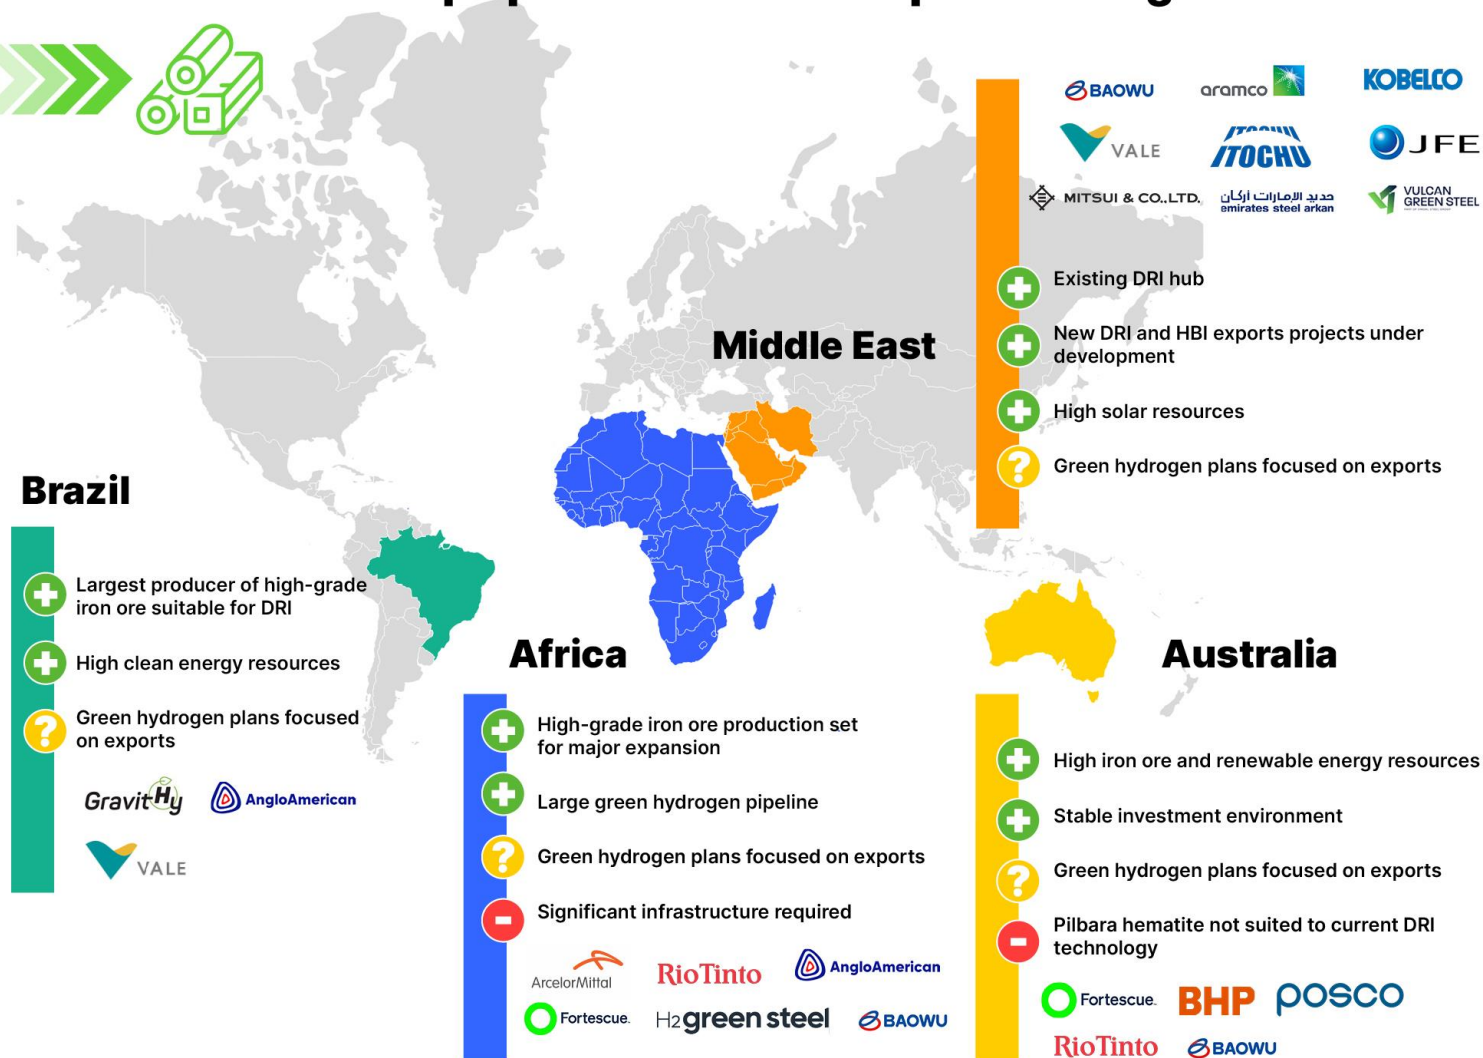 BAOWU
aramco
KOBELCO
VALE
ITOCHU
JFE
MITSUI & CO.,LTD.
حديد الإمارات أركان
emirates steel arkan
VULCAN
GREEN STEEL
Existing DRI hub
New DRI and HBI exports projects under
development
High solar resources
Green hydrogen plans focused on exports
Middle East
Brazil
Largest producer of high-grade
iron ore suitable for DRI
High clean energy resources
Green hydrogen plans focused
on exports
GravitHy
AngloAmerican
VALE
Africa
High-grade iron ore production set
for major expansion
Large green hydrogen pipeline
Green hydrogen plans focused on exports
Significant infrastructure required
ArcelorMittal
RioTinto
AngloAmerican
Fortescue.
H2 green steel
BAOWU
Australia
High iron ore and renewable energy resources
Stable investment environment
Green hydrogen plans focused on exports
Pilbara hematite not suited to current DRI
technology
Fortescue.
BHP
posco
RioTinto
BAOWU